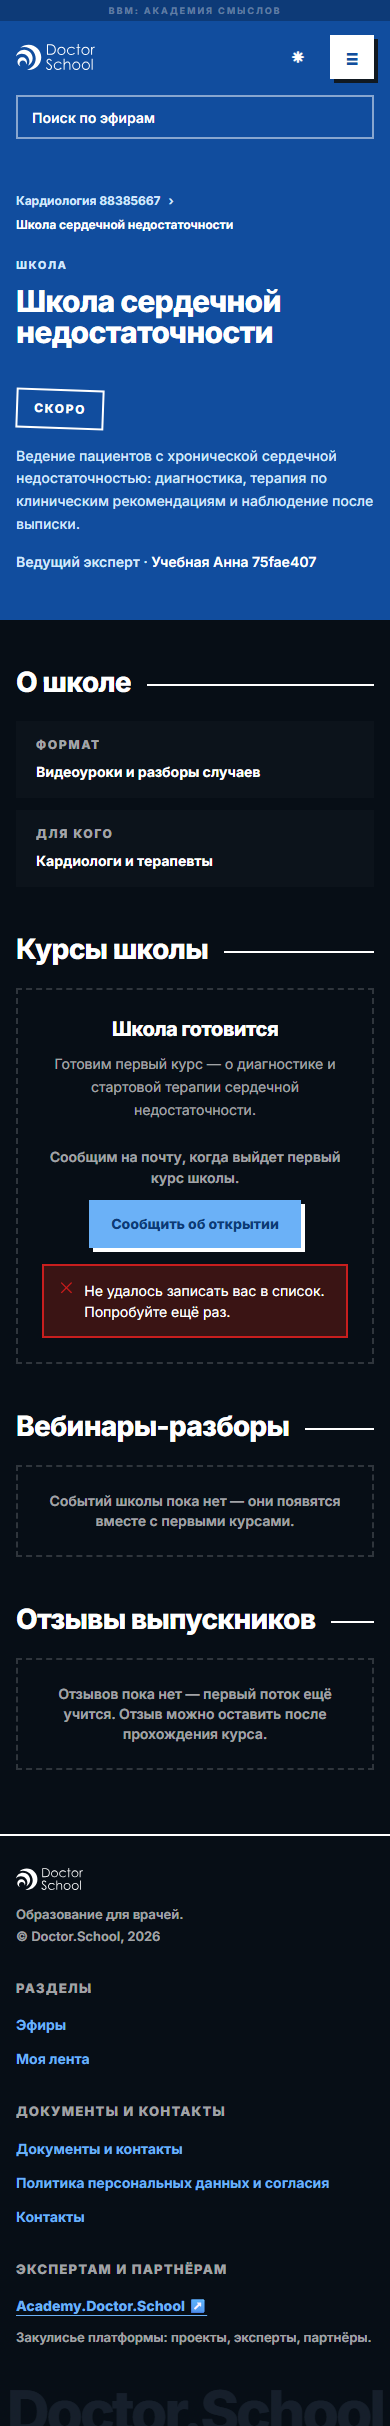 ВВМ: АКАДЕМИЯ СМЫСЛОВ
Doctor
School
Поиск по эфирам
Кардиология 88385667 ›
Школа сердечной недостаточности
ШКОЛА
Школа сердечной
недостаточности
СКОРО
Ведение пациентов с хронической сердечной
недостаточностью: диагностика, терапия по
клиническим рекомендациям и наблюдение после
выписки.
Ведущий эксперт · Учебная Анна 75fae407
О школе
ФОРМАТ
Видеоуроки и разборы случаев
ДЛЯ КОГО
Кардиологи и терапевты
Курсы школы
Школа готовится
Готовим первый курс — о диагностике и
стартовой терапии сердечной
недостаточности.
Сообщим на почту, когда выйдет первый
курс школы.
Сообщить об открытии
Не удалось записать вас в список.
Попробуйте ещё раз.
Вебинары-разборы
Событий школы пока нет — они появятся
вместе с первыми курсами.
Отзывы выпускников
Отзывов пока нет — первый поток ещё
учится. Отзыв можно оставить после
прохождения курса.
Doctor
School
Образование для врачей.
© Doctor.School, 2026
РАЗДЕЛЫ
Эфиры
Моя лента
ДОКУМЕНТЫ И КОНТАКТЫ
Документы и контакты
Политика персональных данных и согласия
Контакты
ЭКСПЕРТАМ И ПАРТНЁРАМ
Academy.Doctor.School ↗
Закулисье платформы: проекты, эксперты, партнёры.
Doctor.School